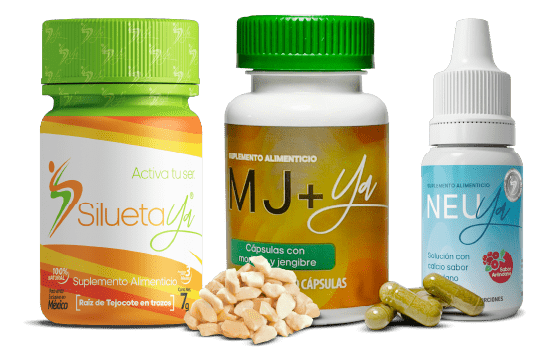 Activa tu ser
Silueta Ya
100%
NATURAL
Suplemento Alimenticio
Raíz de Tejocote en trozos
México
7g
SUPLEMENTO ALIMENTICIO
MJ+ Ya
Cápsulas con
y jengibre
CÁPSULAS
SUPLEMENTO ALIMENTICIO
NEU Ya
Solución con
calcio sabor
Sabor